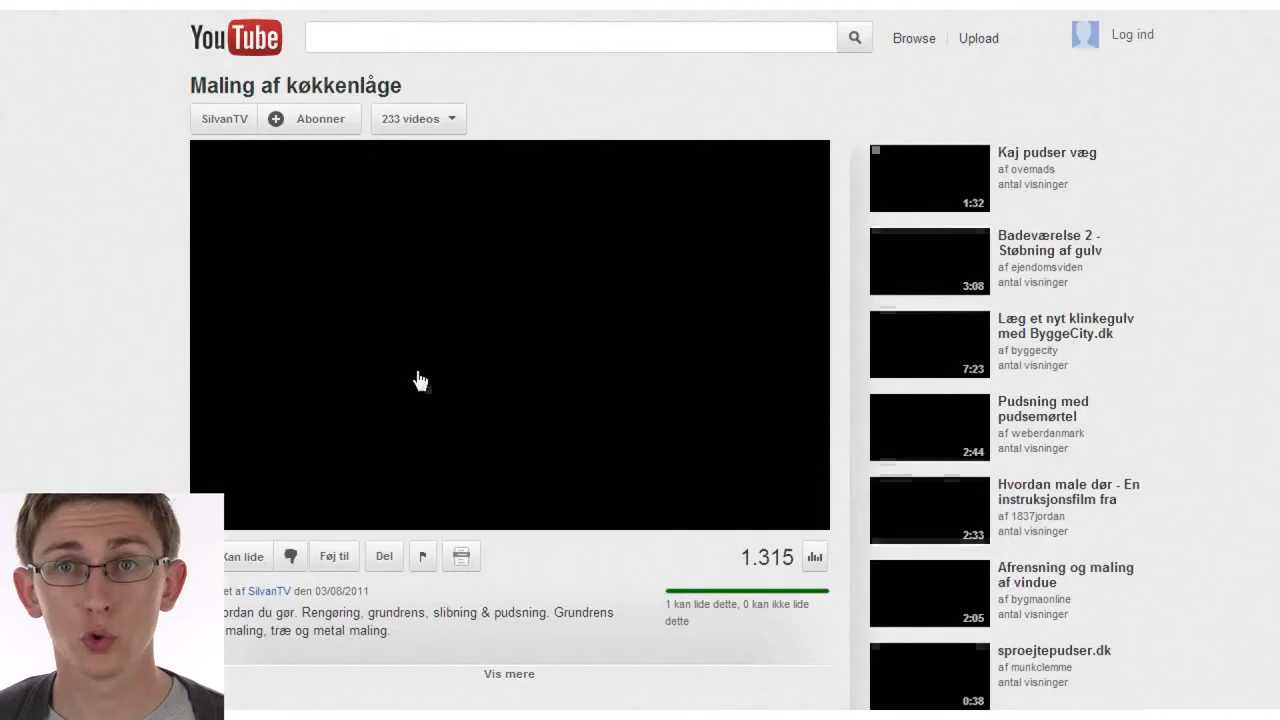 YouTube
Browse
Upload
Log ind
Maling af køkkenlåge
SilvanTV
Abonner
233 videos
Kaj pudser væg
af ovemads
antal visninger
1:32
Badeværelse 2 -
Støbning af gulv
af ejendomsviden
antal visninger
3:08
Læg et nyt klinkegulv
med ByggeCity.dk
af byggecity
antal visninger
7:23
Pudsning med
pudsemørtel
af weberdanmark
antal visninger
2:44
Hvordan male dør - En
instruksjonsfilm fra
af 1837jordan
antal visninger
2:33
Afrensning og maling
af vindue
af bygmaonline
antal visninger
2:05
sproejtepudser.dk
af munkclemme
antal visninger
0:38
Kan lide
Føj til
Del
1.315
et af SilvanTV den 03/08/2011
ordan du gør. Rengøring, grundrens, slibning & pudsning. Grundrens
maling, træ og metal maling.
1 kan lide dette, 0 kan ikke lide
dette
Vis mere